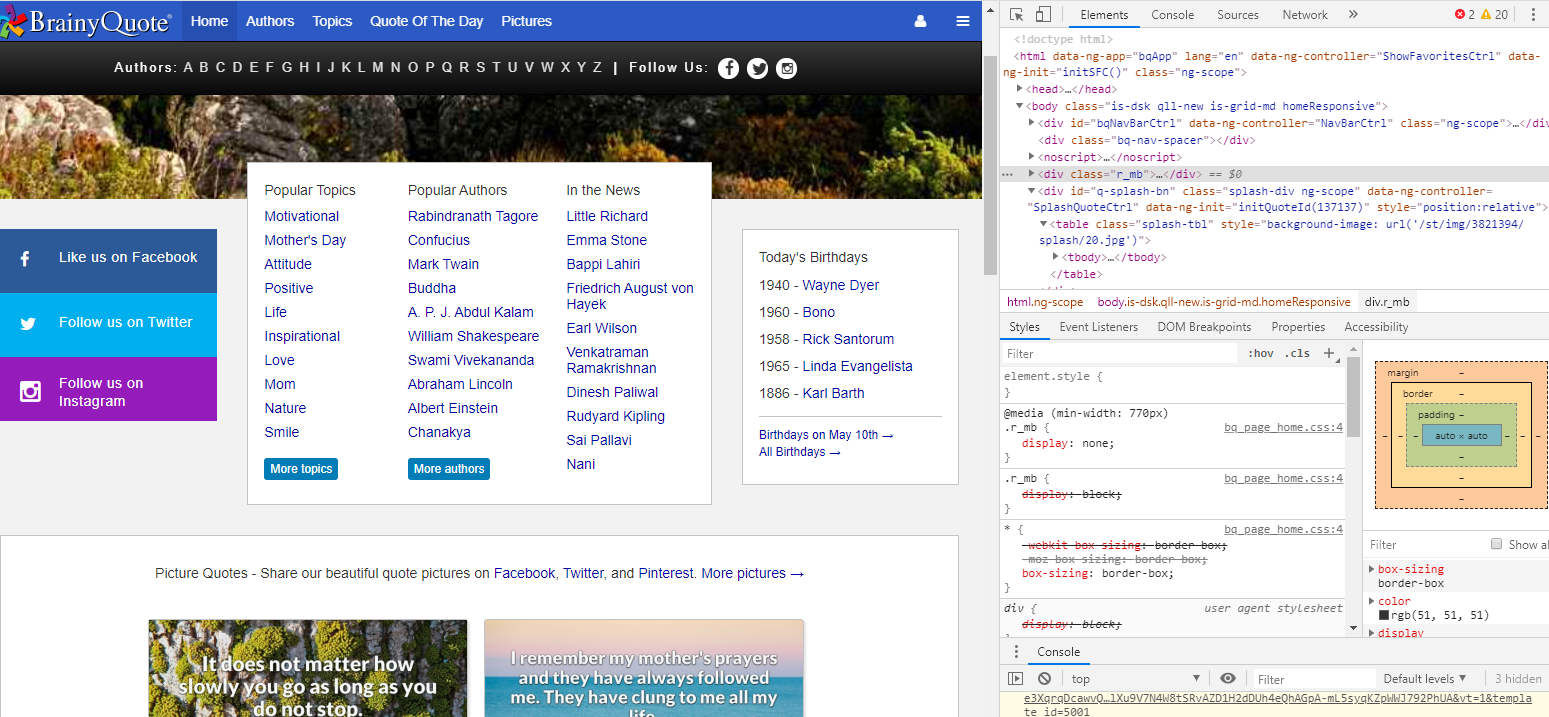 BrainyQuote® Home Authors Topics Quote Of The Day Pictures
Authors: A B C D E F G H I J K L M N O P Q R S T U V W X Y Z | Follow Us:
Like us on Facebook
Follow us on Twitter
Follow us on
Instagram
Popular Topics
Motivational
Mother's Day
Attitude
Positive
Life
Inspirational
Love
Mom
Nature
Smile
More topics
Popular Authors
Rabindranath Tagore
Confucius
Mark Twain
Buddha
A. P. J. Abdul Kalam
William Shakespeare
Swami Vivekananda
Abraham Lincoln
Albert Einstein
Chanakya
More authors
In the News
Little Richard
Emma Stone
Bappi Lahiri
Friedrich August von
Hayek
Earl Wilson
Venkatraman
Ramakrishnan
Dinesh Paliwal
Rudyard Kipling
Sai Pallavi
Nani
Today's Birthdays
1940 - Wayne Dyer
1960 - Bono
1958 - Rick Santorum
1965 - Linda Evangelista
1886 - Karl Barth
Birthdays on May 10th →
All Birthdays →
Picture Quotes - Share our beautiful quote pictures on Facebook, Twitter, and Pinterest. More pictures →
It does not matter how
slowly you go as long as you
do not stop.
I remember my mother's prayers
and they have always followed
me. They have clung to me all my
life.
Elements Console Sources Network » 2 20
<!doctype html>
<html data-ng-app="bqApp" lang="en" data-ng-controller="ShowFavoritesCtrl" data-
ng-init="initSFC()" class="ng-scope">
<head>…</head>
<body class="is-dsk qll-new is-grid-md homeResponsive">
<div id="bqNavBarCtrl" data-ng-controller="NavBarCtrl" class="ng-scope">…</div
<div class="bq-nav-spacer"></div>
<noscript>…</noscript>
<div class="r_mb">…</div> == $0
<div id="q-splash-bn" class="splash-div ng-scope" data-ng-controller=
"SplashQuoteCtrl" data-ng-init="initQuoteId(137137)" style="position:relative">
<table class="splash-tbl" style="background-image: url('/st/img/3821394/
splash/20.jpg')">
<tbody>…</tbody>
</table>
html.ng-scope body.is-dsk.qll-new.is-grid-md.homeResponsive div.r_mb
Styles Event Listeners DOM Breakpoints Properties Accessibility
Filter :hov .cls +
element.style {
}
@media (min-width: 770px)
.r_mb { bq_page_home.css:4
display: none;
}
.r_mb { bq_page_home.css:4
display: block;
}
* { bq_page_home.css:4
-webkit-box-sizing: border-box;
-moz-box-sizing: border-box;
box-sizing: border-box;
}
div { user agent stylesheet
display: block;
margin –
border –
padding –
– – – auto × auto – – –
–
–
–
Filter Show al
box-sizing
border-box
color
rgb(51, 51, 51)
display
Console
top Filter Default levels ▼ 3 hidden
e3XqrqDcawvQ…lXu9V7N4W8tSRvAZD1H2dDUh4eQhAGpA-mL5syqKZpWWJ792PhUA&vt=1&templa
te_id=5001